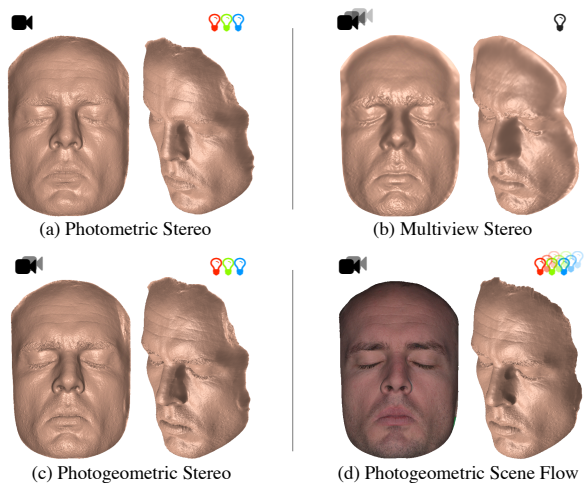 (a) Photometric Stereo
(b) Multiview Stereo
(c) Photogeometric Stereo
(d) Photogeometric Scene Flow